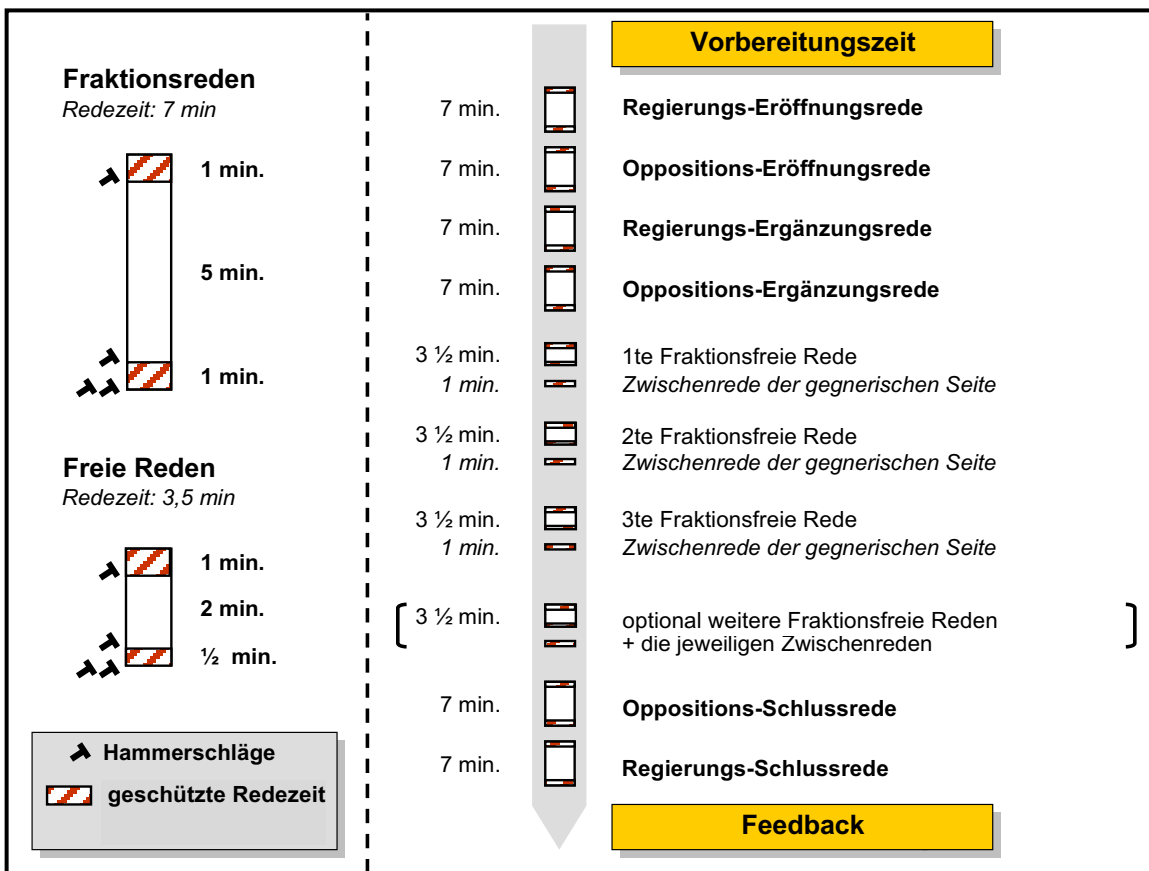 Fraktionsreden
Redezeit: 7 min
1 min.
5 min.
1 min.
Freie Reden
Redezeit: 3,5 min
1 min.
2 min.
½ min.
Hammerschläge
geschützte Redezeit
Vorbereitungszeit
7 min. Regierungs-Eröffnungsrede
7 min. Oppositions-Eröffnungsrede
7 min. Regierungs-Ergänzungsrede
7 min. Oppositions-Ergänzungsrede
3 ½ min. 1te Fraktionsfreie Rede
1 min. Zwischenrede der gegnerischen Seite
3 ½ min. 2te Fraktionsfreie Rede
1 min. Zwischenrede der gegnerischen Seite
3 ½ min. 3te Fraktionsfreie Rede
1 min. Zwischenrede der gegnerischen Seite
3 ½ min. optional weitere Fraktionsfreie Reden
+ die jeweiligen Zwischenreden
7 min. Oppositions-Schlussrede
7 min. Regierungs-Schlussrede
Feedback